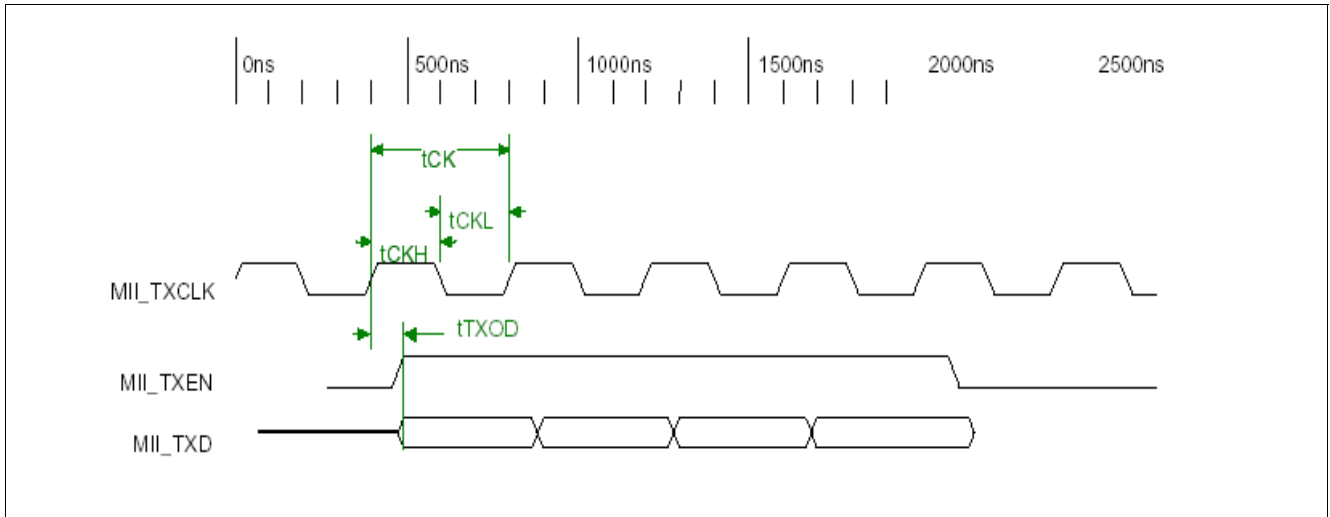 0ns 500ns 1000ns 1500ns 2000ns 2500ns
tCK
tCKL
tCKH
MII_TXCLK
tTXOD
MII_TXEN
MII_TXD